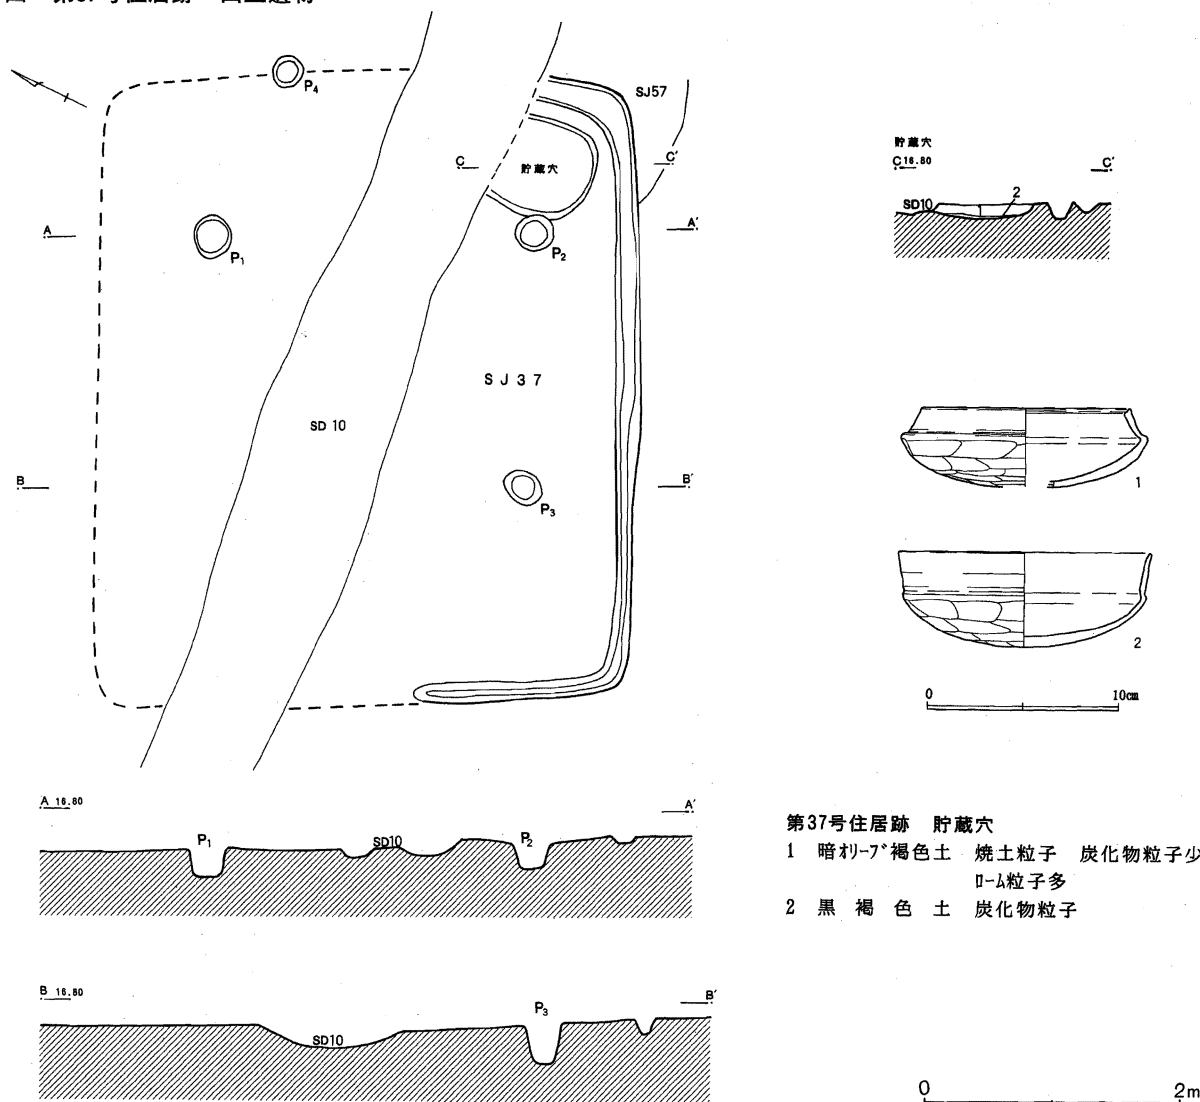 P₄
SJ57
貯蔵穴
C
C′
貯蔵穴
C 16.80
C′
SD10
2
A
A′
P₁
P₂
SJ37
SD 10
B
B′
P₃
1
2
0
10cm
A 16.80
A′
P₁
SD10
P₂
第37号住居跡 貯蔵穴
1 暗オリーブ褐色土 焼土粒子 炭化物粒子少
ローム粒子多
2 黒褐色土 炭化物粒子
B 16.80
B′
P₃
SD10
0
2m